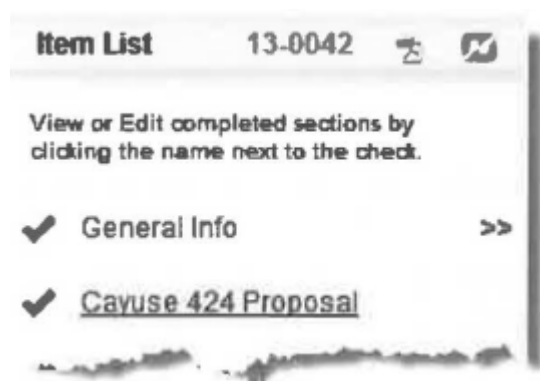 Item List 13-0042
View or Edit completed sections by
clicking the name next to the check.
General Info >>
Cayuse 424 Proposal